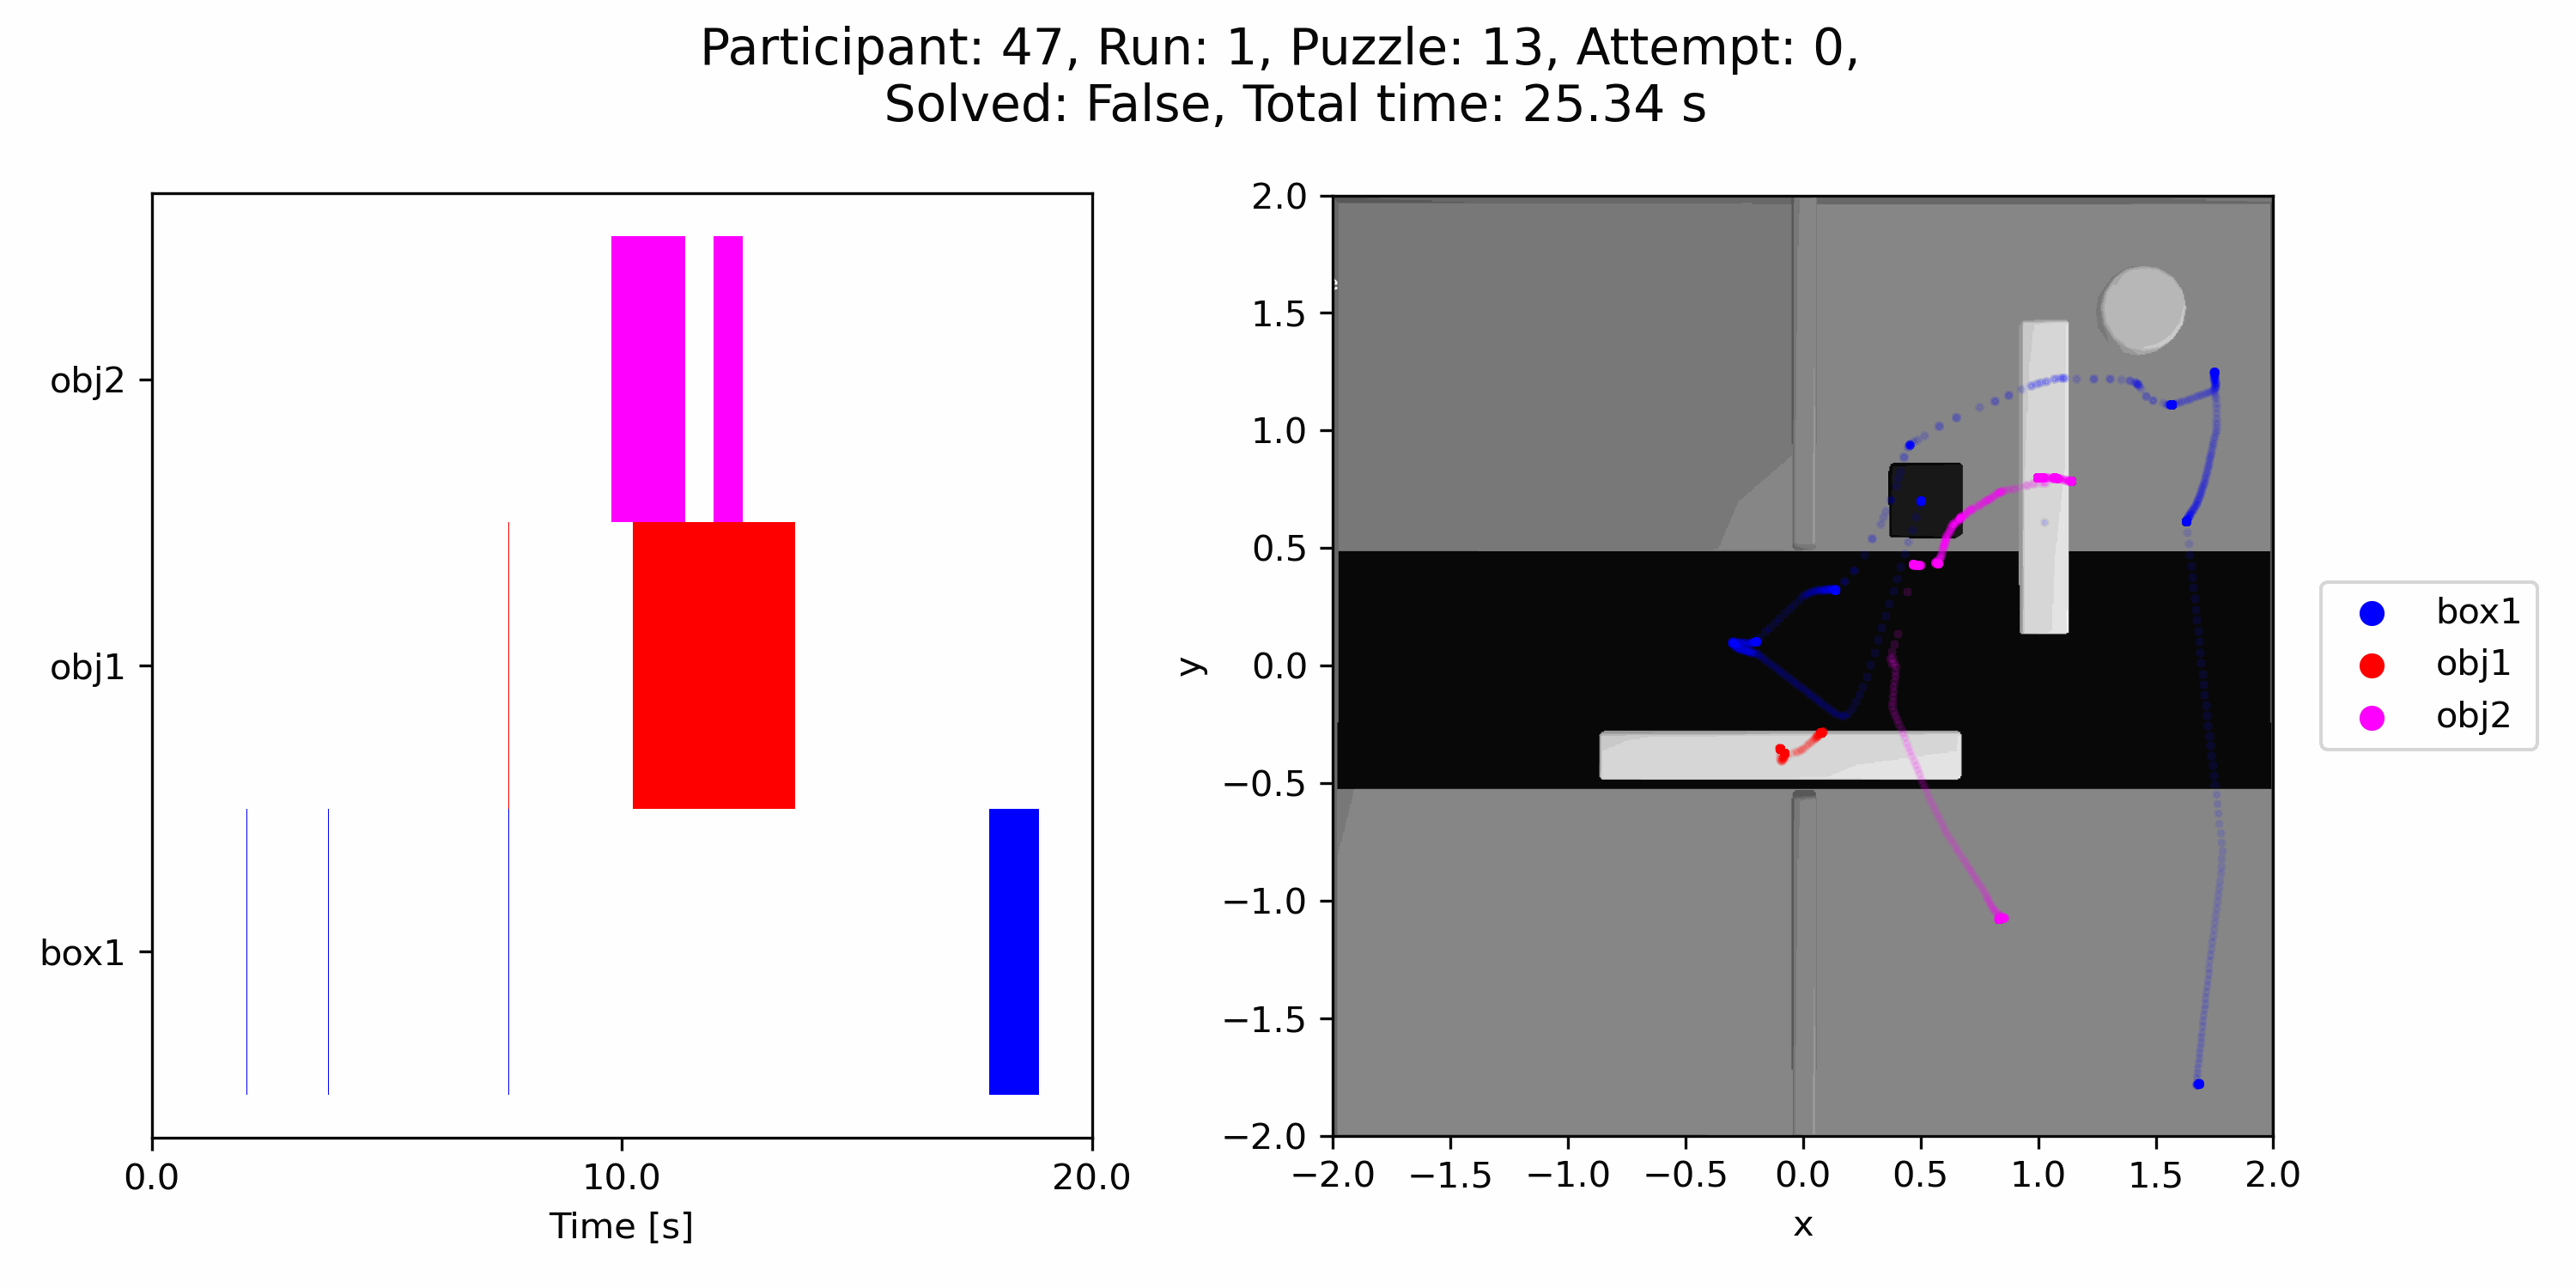 Participant: 47, Run: 1, Puzzle: 13, Attempt: 0,
Solved: False, Total time: 25.34 s
obj2
obj1
box1
0.0 10.0 20.0
Time [s]
2.0
1.5
1.0
0.5
0.0
−0.5
−1.0
−1.5
−2.0
y
−2.0 −1.5 −1.0 −0.5 0.0 0.5 1.0 1.5 2.0
x
box1
obj1
obj2